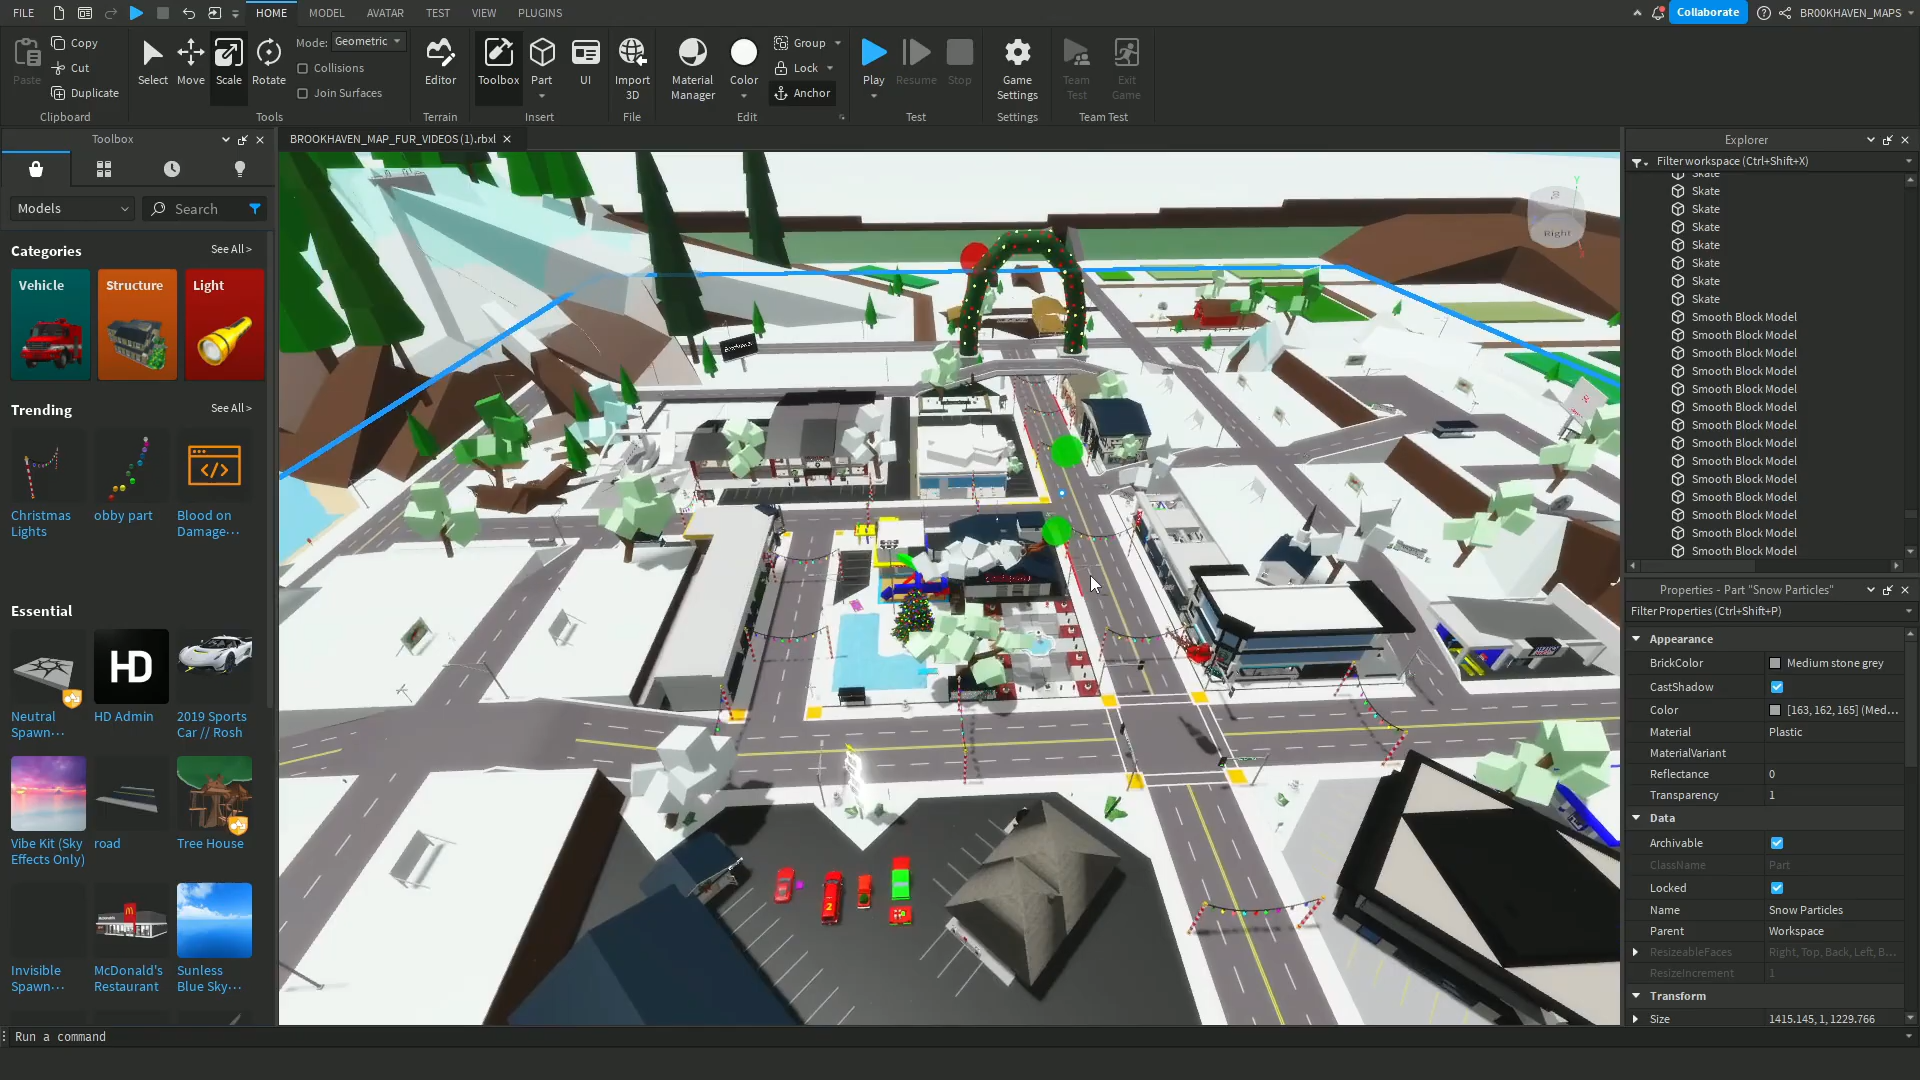 FILE
HOME
MODEL
AVATAR
TEST
VIEW
PLUGINS
Collaborate
BR00KHAVEN_MAPS
Paste
Copy
Cut
Duplicate
Clipboard
Select
Move
Scale
Rotate
Mode: Geometric
Collisions
Join Surfaces
Tools
Editor
Terrain
Toolbox
Part
UI
Insert
Import
3D
File
Material
Manager
Color
Group
Lock
Anchor
Edit
Play
Resume
Stop
Test
Game
Settings
Settings
Team
Test
Exit
Game
Team Test
Toolbox
Models
Search
Categories
See All >
Vehicle
Structure
Light
Trending
See All >
Christmas
Lights
obby part
Blood on
Damage···
Essential
HD
Neutral
Spawn···
HD Admin
2019 Sports
Car // Rosh
Vibe Kit (Sky
Effects Only)
road
Tree House
Invisible
Spawn···
McDonald's
Restaurant
Sunless
Blue Sky···
BROOKHAVEN_MAP_FUR_VIDEOS (1).rbxl
Right
2
Explorer
Filter workspace (Ctrl+Shift+X)
Skate
Skate
Skate
Skate
Skate
Skate
Skate
Skate
Smooth Block Model
Smooth Block Model
Smooth Block Model
Smooth Block Model
Smooth Block Model
Smooth Block Model
Smooth Block Model
Smooth Block Model
Smooth Block Model
Smooth Block Model
Smooth Block Model
Smooth Block Model
Smooth Block Model
Smooth Block Model
Properties - Part "Snow Particles"
Filter Properties (Ctrl+Shift+P)
Appearance
BrickColor Medium stone grey
CastShadow
Color [163, 162, 165] (Med...
Material Plastic
MaterialVariant
Reflectance 0
Transparency 1
Data
Archivable
ClassName Part
Locked
Name Snow Particles
Parent Workspace
ResizeableFaces Right, Top, Back, Left, B...
ResizeIncrement 1
Transform
Size 1415.145, 1, 1229.766
Run a command